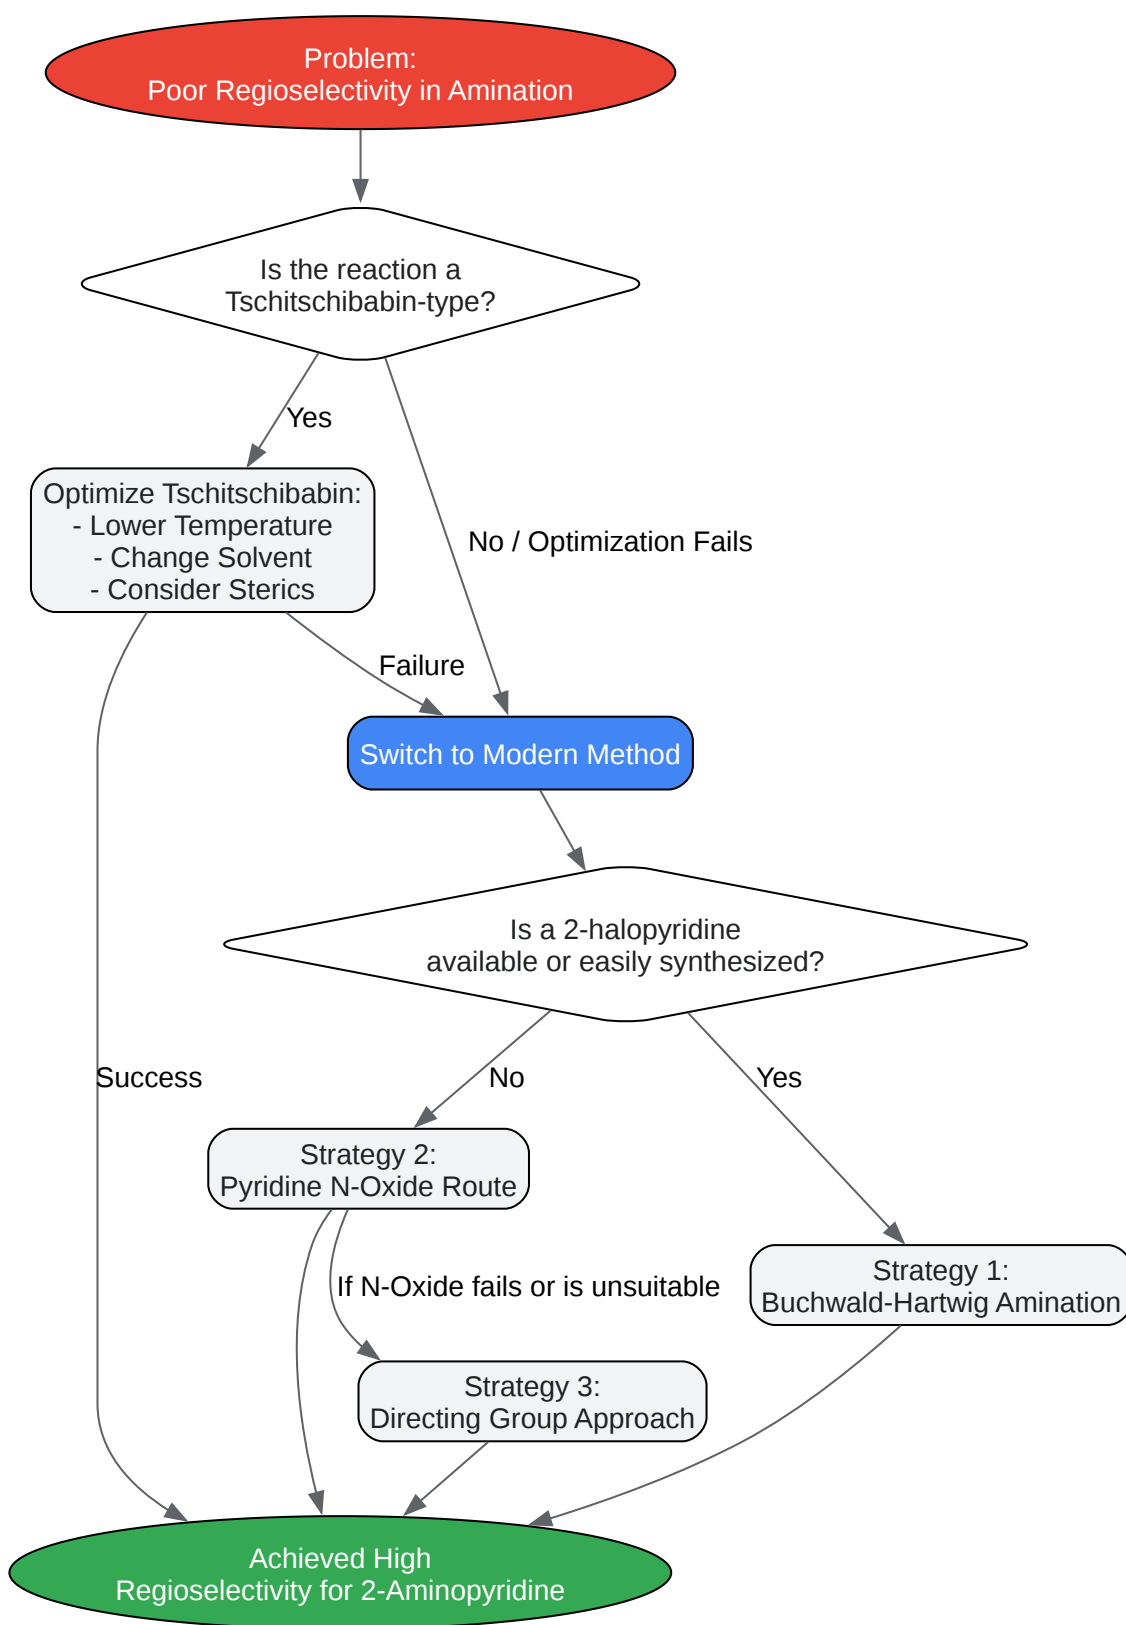 Problem:
Poor Regioselectivity in Amination
Is the reaction a
Tschitschibabin-type?
Yes
Optimize Tschitschibabin:
- Lower Temperature
- Change Solvent
- Consider Sterics
No / Optimization Fails
Failure
Switch to Modern Method
Is a 2-halopyridine
available or easily synthesized?
Success
No
Yes
Strategy 2:
Pyridine N-Oxide Route
Strategy 1:
Buchwald-Hartwig Amination
If N-Oxide fails or is unsuitable
Strategy 3:
Directing Group Approach
Achieved High
Regioselectivity for 2-Aminopyridine